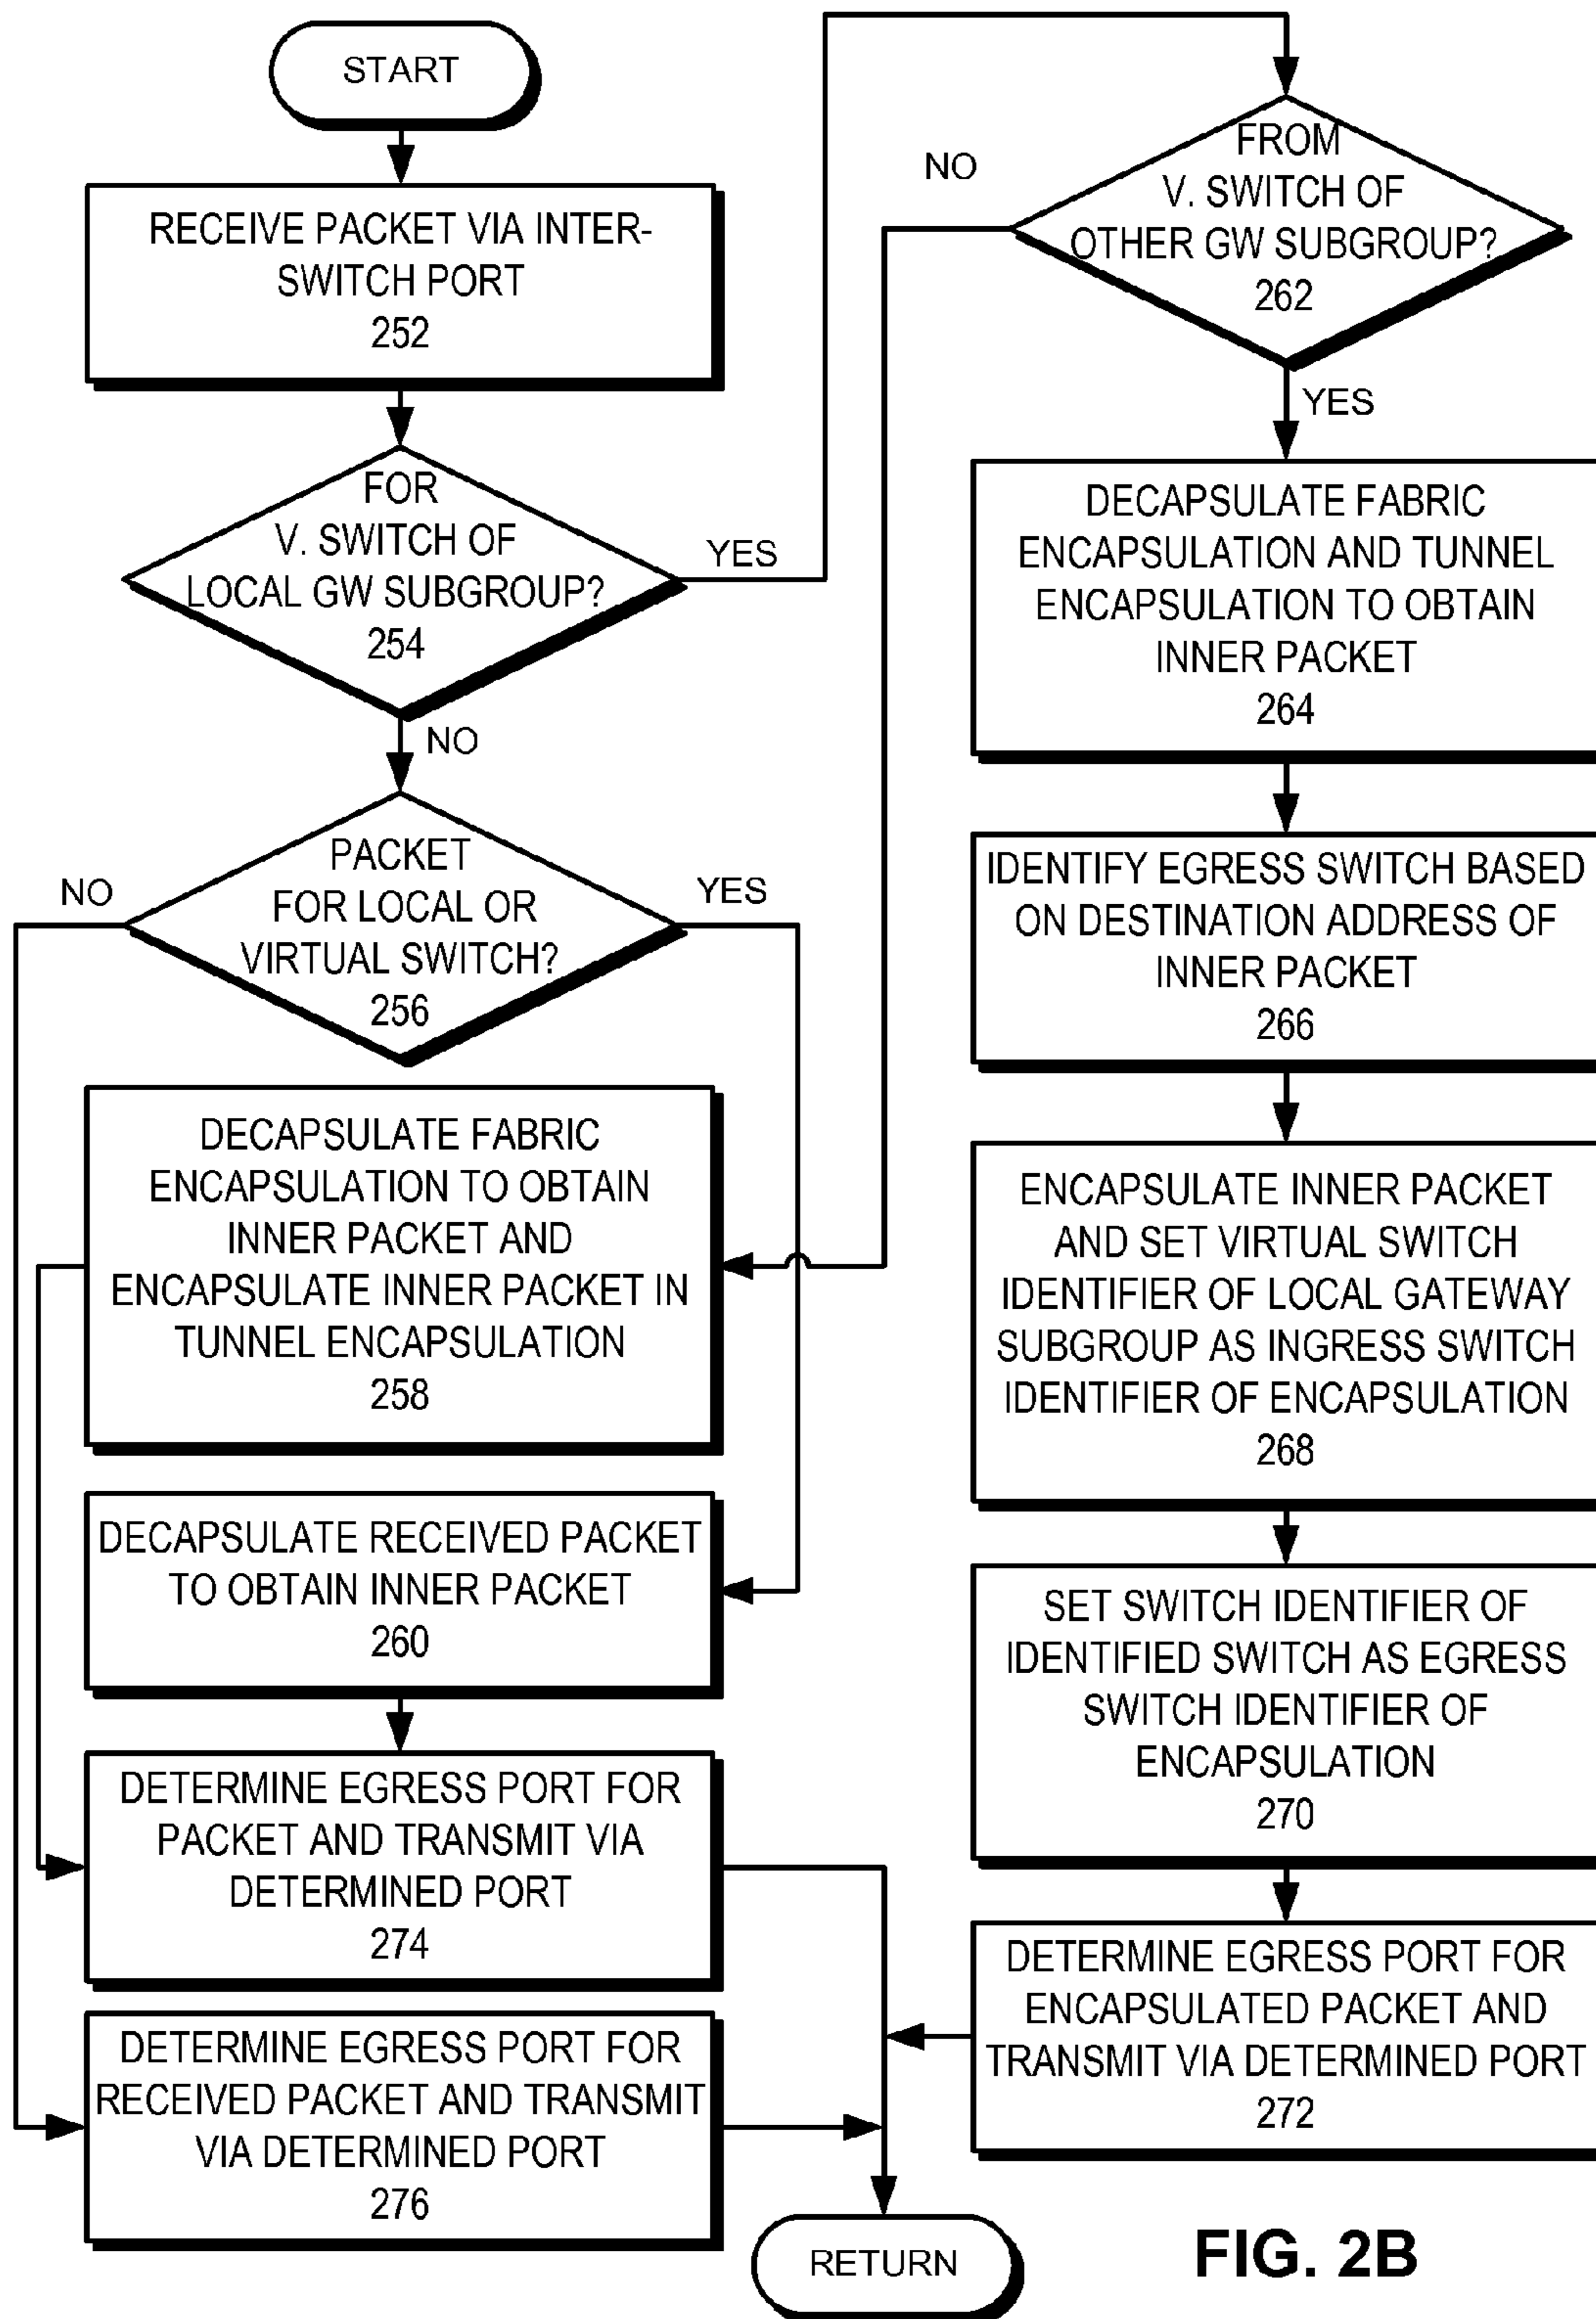 START
RECEIVE PACKET VIA INTER-
SWITCH PORT
252
FOR
V. SWITCH OF
LOCAL GW SUBGROUP?
254
YES
NO
PACKET
FOR LOCAL OR
VIRTUAL SWITCH?
256
NO
YES
DECAPSULATE FABRIC
ENCAPSULATION TO OBTAIN
INNER PACKET AND
ENCAPSULATE INNER PACKET IN
TUNNEL ENCAPSULATION
258
DECAPSULATE RECEIVED PACKET
TO OBTAIN INNER PACKET
260
DETERMINE EGRESS PORT FOR
PACKET AND TRANSMIT VIA
DETERMINED PORT
274
DETERMINE EGRESS PORT FOR
RECEIVED PACKET AND TRANSMIT
VIA DETERMINED PORT
276
FROM
V. SWITCH OF
OTHER GW SUBGROUP?
262
NO
YES
DECAPSULATE FABRIC
ENCAPSULATION AND TUNNEL
ENCAPSULATION TO OBTAIN
INNER PACKET
264
IDENTIFY EGRESS SWITCH BASED
ON DESTINATION ADDRESS OF
INNER PACKET
266
ENCAPSULATE INNER PACKET
AND SET VIRTUAL SWITCH
IDENTIFIER OF LOCAL GATEWAY
SUBGROUP AS INGRESS SWITCH
IDENTIFIER OF ENCAPSULATION
268
SET SWITCH IDENTIFIER OF
IDENTIFIED SWITCH AS EGRESS
SWITCH IDENTIFIER OF
ENCAPSULATION
270
DETERMINE EGRESS PORT FOR
ENCAPSULATED PACKET AND
TRANSMIT VIA DETERMINED PORT
272
RETURN
FIG. 2B